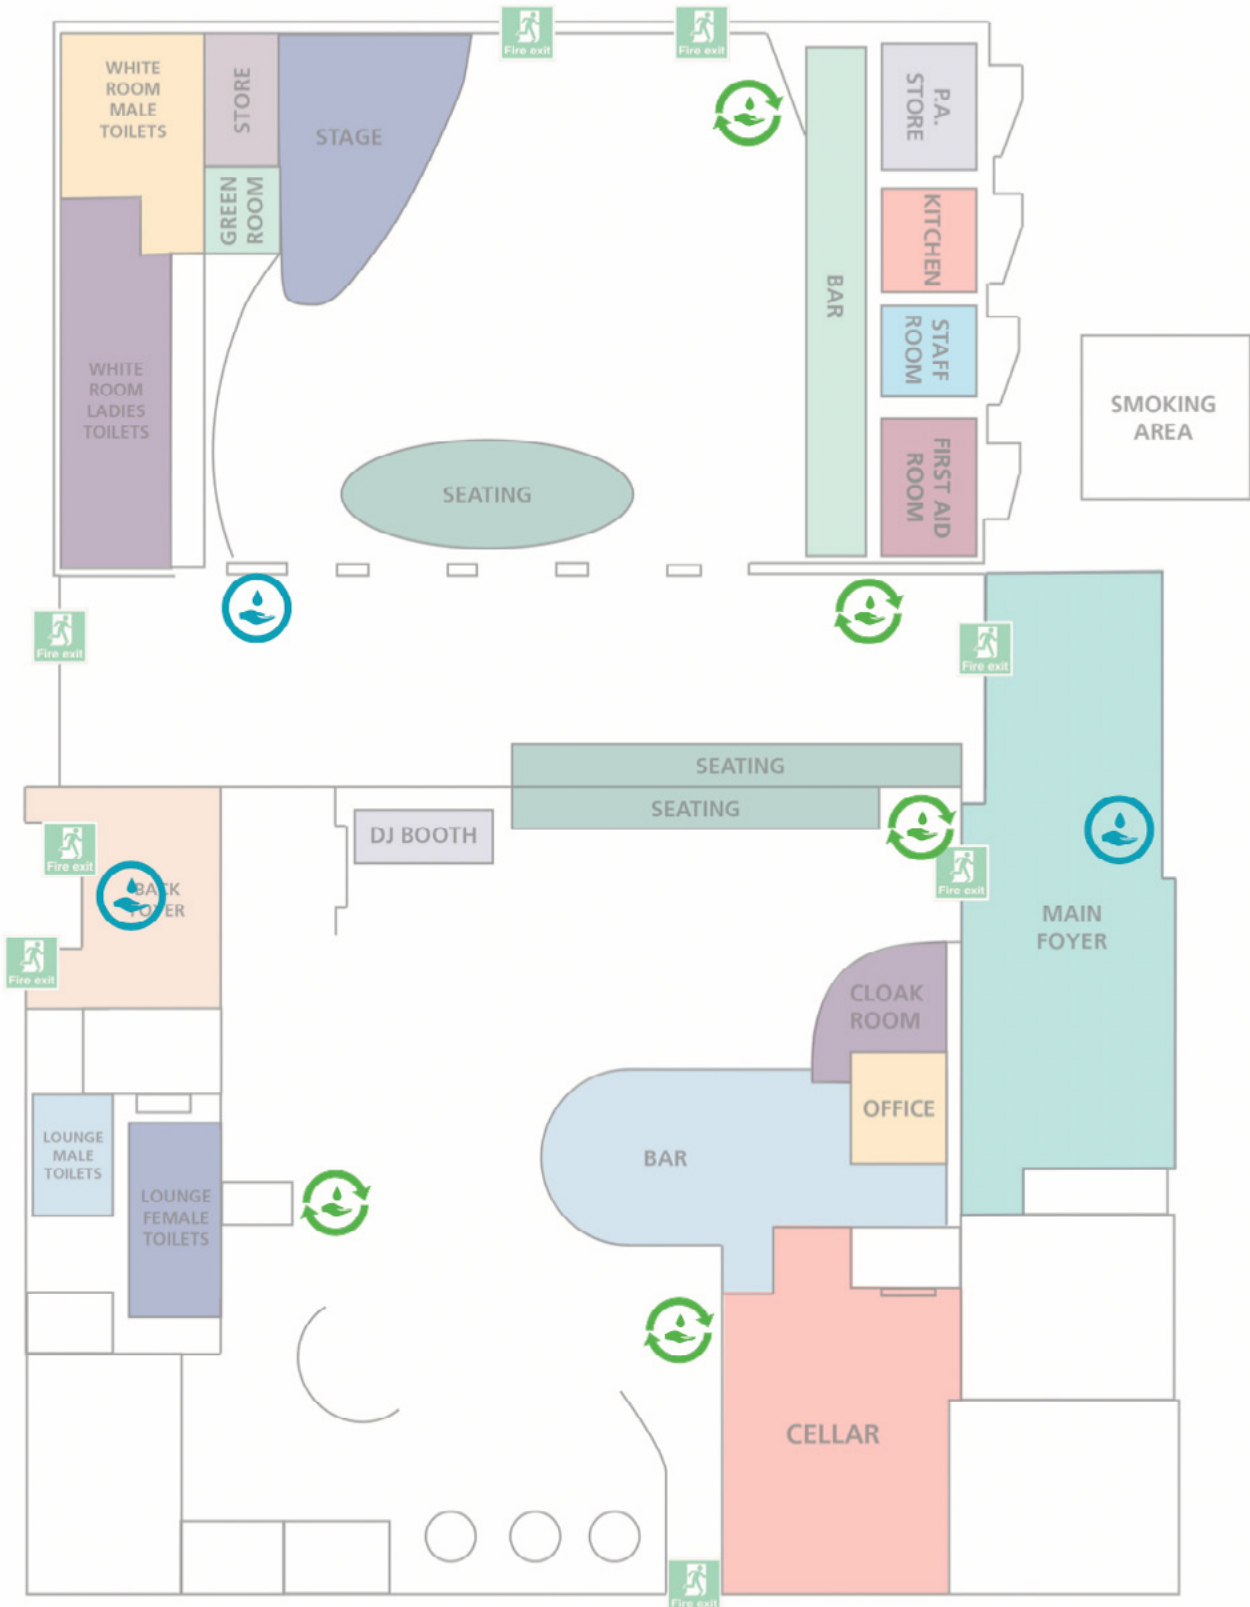 Fire exit
Fire exit
WHITE
ROOM
MALE
TOILETS
STORE
STAGE
P.A.
STORE
GREEN
ROOM
KITCHEN
BAR
STAFF
ROOM
WHITE
ROOM
LADIES
TOILETS
SMOKING
AREA
FIRST AID
ROOM
SEATING
Fire exit
Fire exit
SEATING
SEATING
DJ BOOTH
Fire exit
Fire exit
BACK
FOYER
MAIN
FOYER
Fire exit
CLOAK
ROOM
OFFICE
LOUNGE
MALE
TOILETS
BAR
LOUNGE
FEMALE
TOILETS
CELLAR
Fire exit